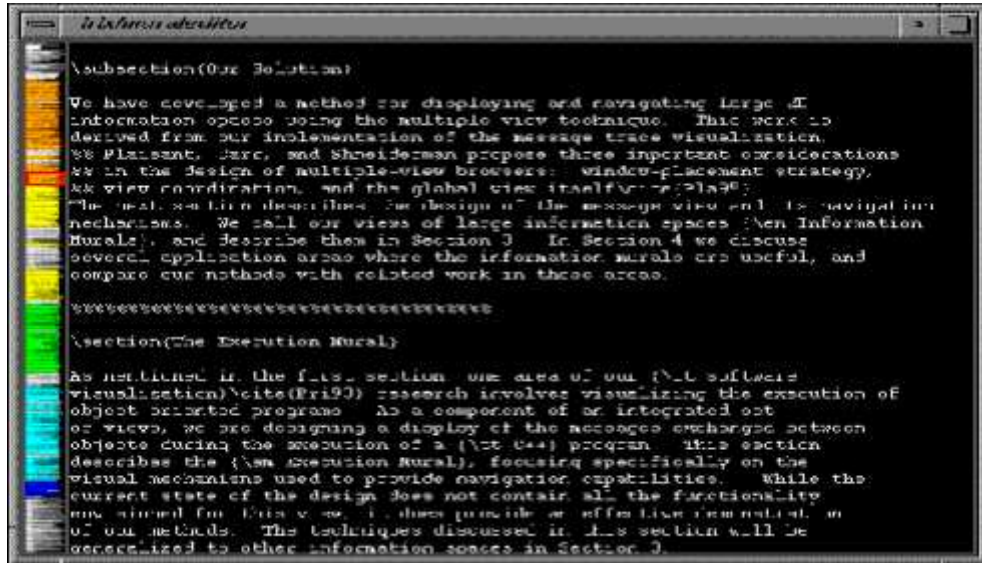 \subsection{Our Solution}
We have developed a method for displaying and navigating large
information spaces using the multiple view technique. This work is
derived from our implementation of the message trace visualization.
%% Plaisant, Carr, and Shneiderman propose three important considerations
%% in the design of multiple-view browsers: window-placement strategy,
%% view coordination, and the global view itself\cite{Pla95}
The next section describes the design of the message view and its navigation
mechanisms. We call our views of large information spaces {\em Information
Murals}, and describe them in Section 3. In Section 4 we discuss
several application areas where the information murals are useful, and
compare our methods with related work in these areas.
\section{The Execution Mural}
As mentioned in the first section, one area of our {\it software
visualization}\cite{Pri93} research involves visualizing the execution of
object oriented programs. As a component of an integrated set
of views, we are designing a display of the messages exchanged between
objects during the execution of a {\it C++} program. This section
describes the {\em Execution Mural}, focusing specifically on the
visual mechanisms used to provide navigation capabilities. While the
current state of the design does not contain all the functionality
now planned for this view, it does provide an effective demonstration
of our methods. The techniques discussed in this section will be
generalized to other information spaces in Section 3.